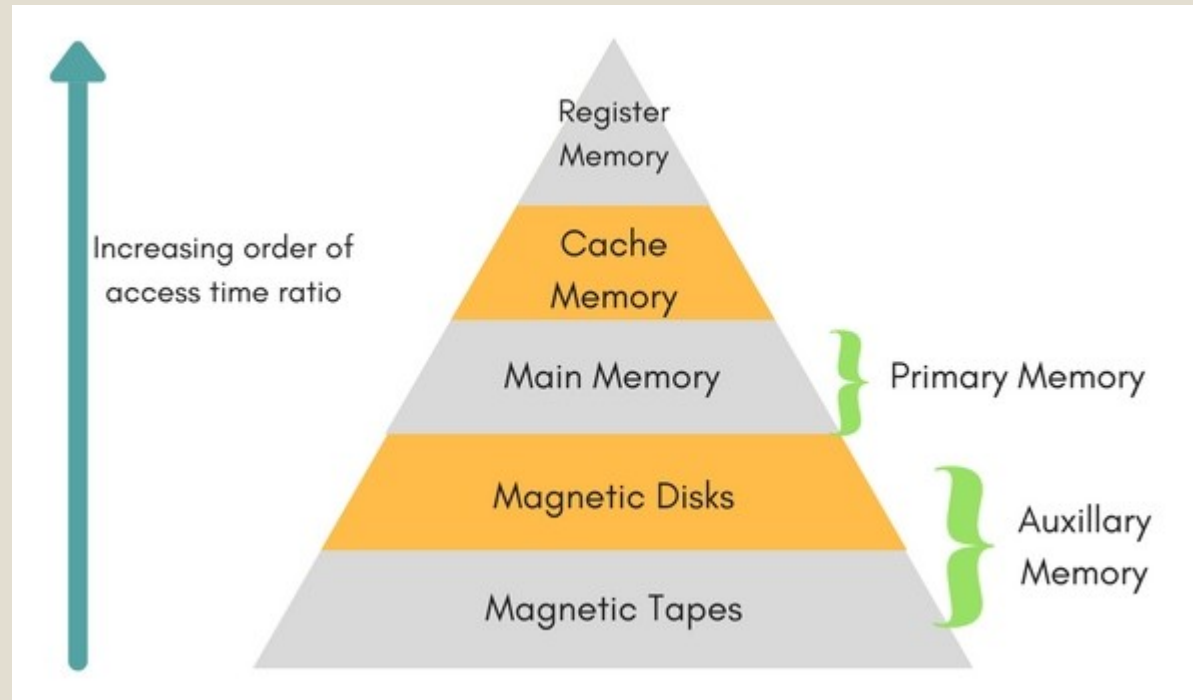 Register
Memory
Cache
Memory
Increasing order of
access time ratio
Main Memory
Primary Memory
Magnetic Disks
Auxillary
Memory
Magnetic Tapes